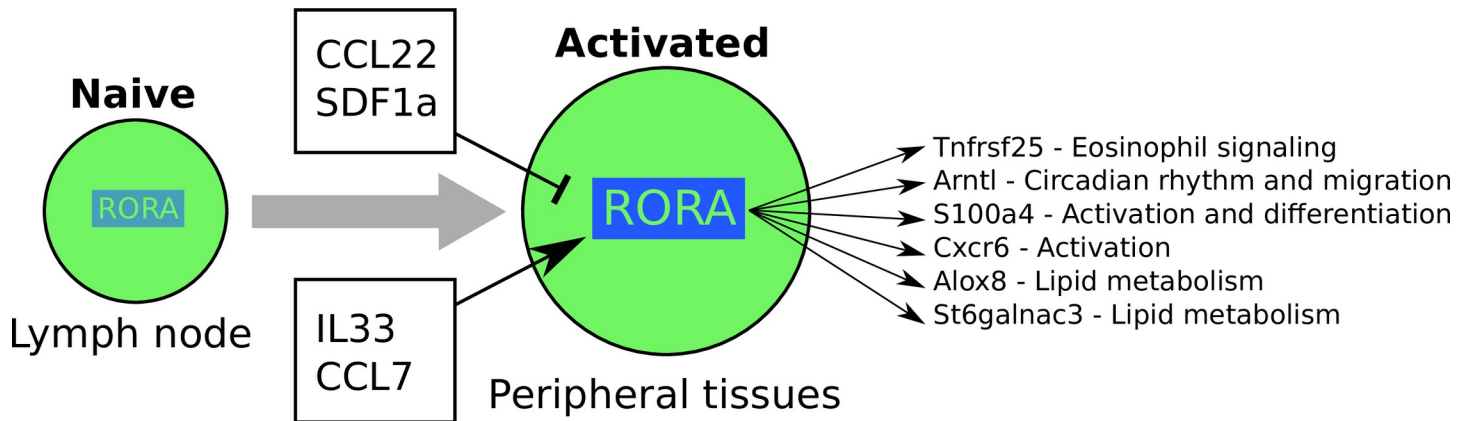 Naive
RORA
Lymph node
CCL22
SDF1a
IL33
CCL7
Activated
RORA
Peripheral tissues
Tnfrsf25 - Eosinophil signaling
Arntl - Circadian rhythm and migration
S100a4 - Activation and differentiation
Cxcr6 - Activation
Alox8 - Lipid metabolism
St6galnac3 - Lipid metabolism